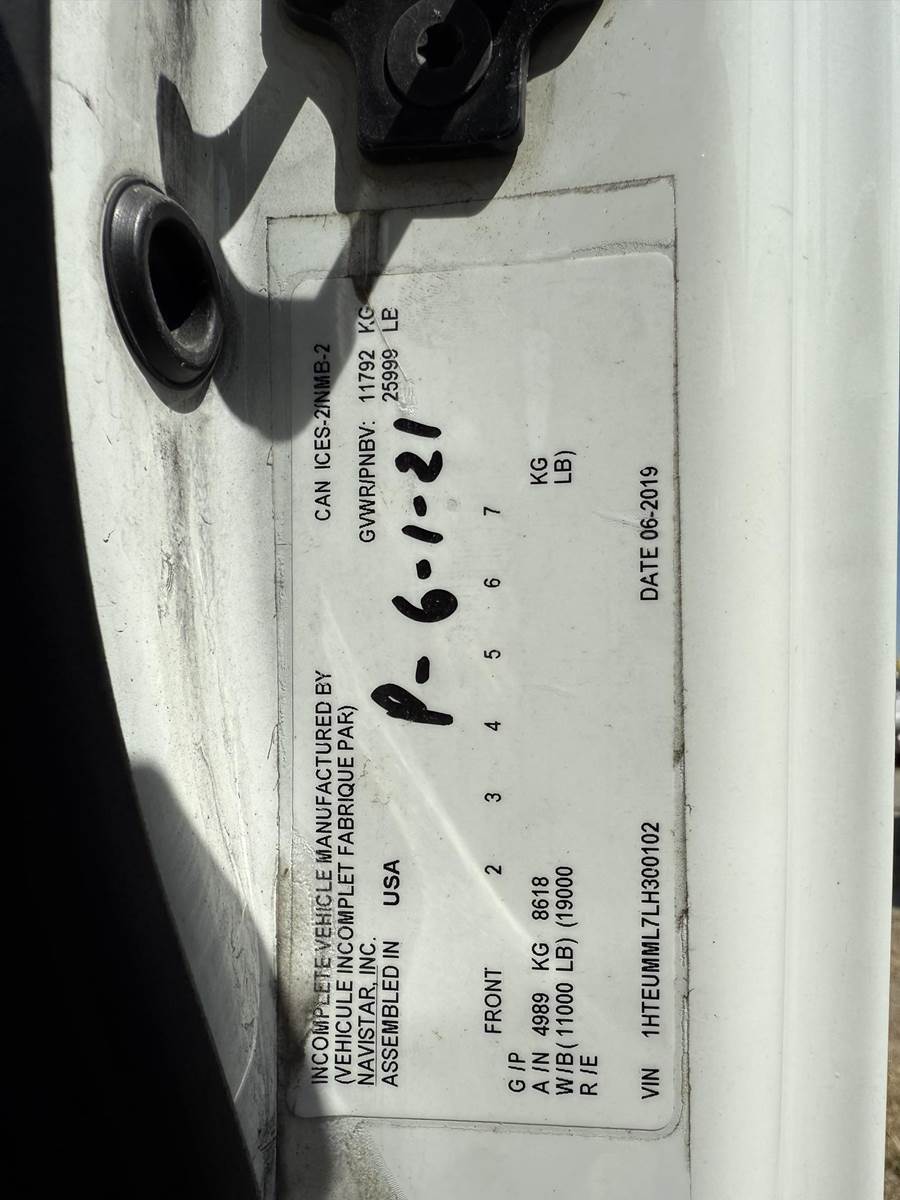 INCOMPLETE VEHICLE MANUFACTURED BY
(VEHICULE INCOMPLET FABRIQUE PAR)
NAVISTAR, INC.
ASSEMBLED IN USA
CAN ICES-2/NMB-2
GVWR/PNBV: 11792 KG
25999 LB
P-6-1-21
FRONT 2 3 4 5 6 7
G /P
A /N 4989 KG 8618 KG
W/B (11000 LB) (19000 LB)
R /E
VIN 1HTEUMML7LH300102 DATE 06-2019